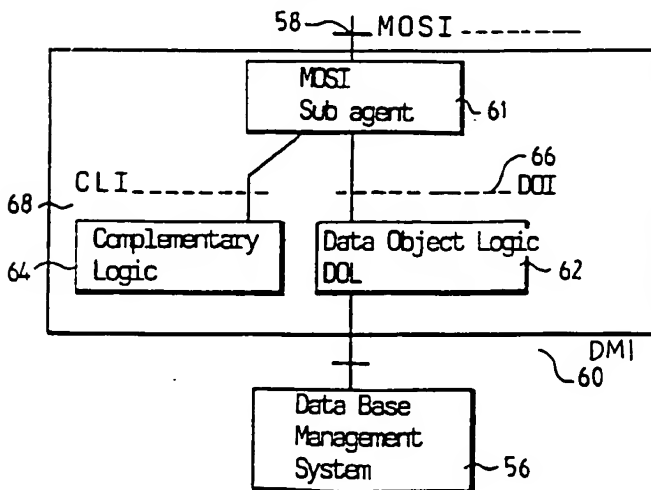 58 MOSI
MOSI
Sub agent
61
66
CLI
DOI
68
Complementary
Logic
64
Data Object Logic
DOL
62
DMI
60
Data Base
Management
System
56